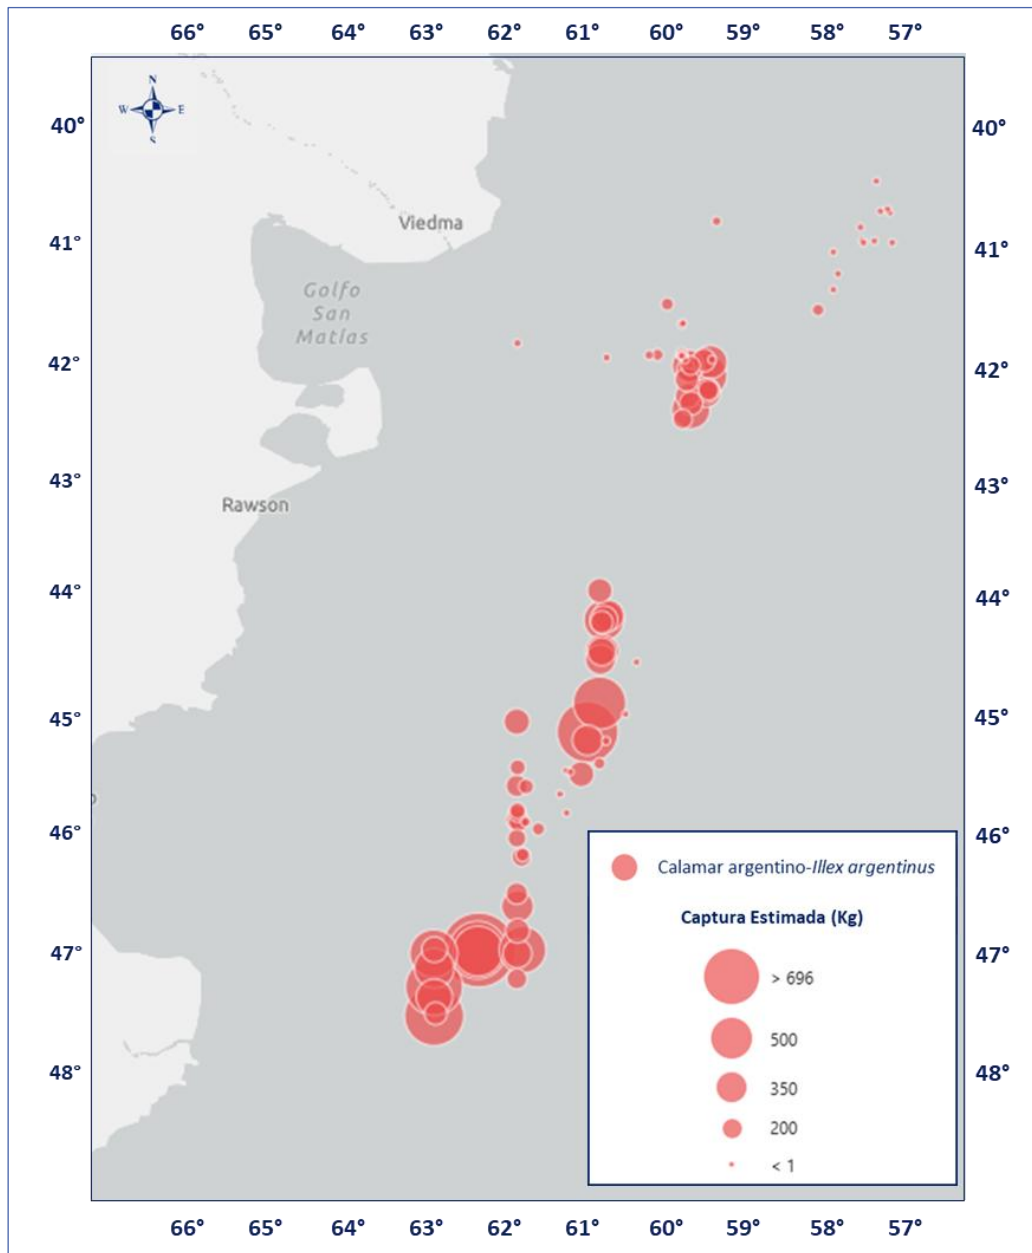 66° 65° 64° 63° 62° 61° 60° 59° 58° 57°
N
W E
S
40° 40°
Viedma
41° 41°
Golfo
San
Matías
42° 42°
43° 43°
Rawson
44° 44°
45° 45°
46° 46°
Calamar argentino-Illex argentinus
Captura Estimada (Kg)
47° 47°
> 696
500
350
48° 48°
200
< 1
66° 65° 64° 63° 62° 61° 60° 59° 58° 57°